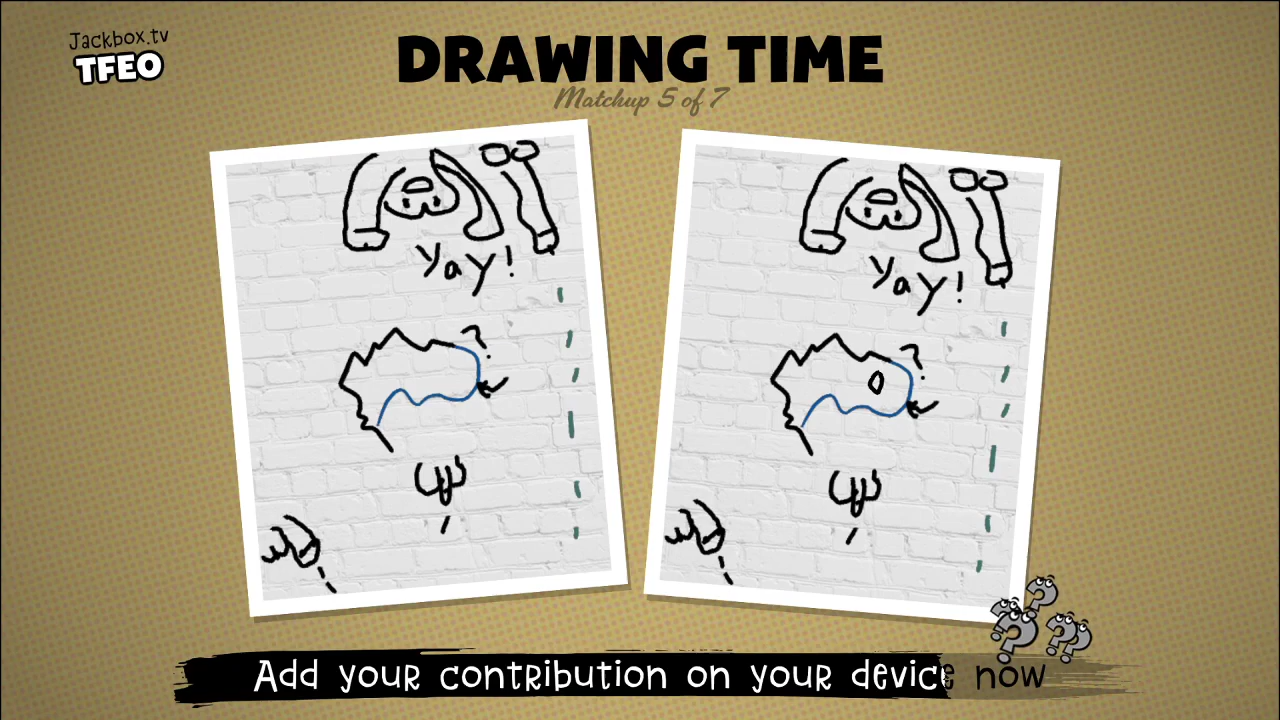 Jackbox.tv
TFEO
DRAWING TIME
Matchup 5 of 7
Yay!
?
Yay!
?
Add your contribution on your device now